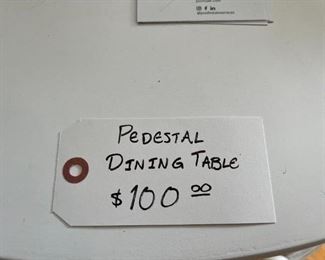 PEDESTAL
DINING TABLE
$100 00